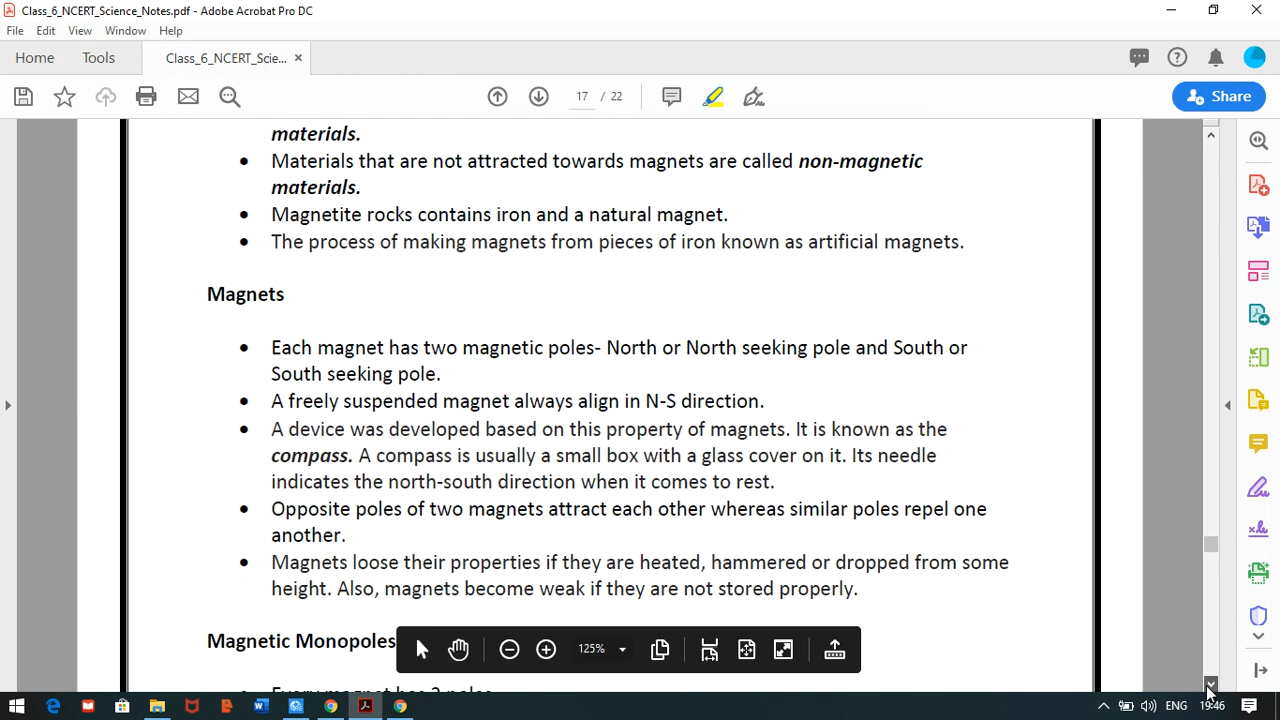 Class_6_NCERT_Science_Notes.pdf - Adobe Acrobat Pro DC
File Edit View Window Help
Home Tools Class_6_NCERT_Scie... ×
17 / 22
Share
materials.
• Materials that are not attracted towards magnets are called non-magnetic
materials.
• Magnetite rocks contains iron and a natural magnet.
• The process of making magnets from pieces of iron known as artificial magnets.
Magnets
• Each magnet has two magnetic poles- North or North seeking pole and South or
South seeking pole.
• A freely suspended magnet always align in N-S direction.
• A device was developed based on this property of magnets. It is known as the
compass. A compass is usually a small box with a glass cover on it. Its needle
indicates the north-south direction when it comes to rest.
• Opposite poles of two magnets attract each other whereas similar poles repel one
another.
• Magnets loose their properties if they are heated, hammered or dropped from some
height. Also, magnets become weak if they are not stored properly.
Magnetic Monopoles
125%
Every magnet has 2 poles
ENG 19:46